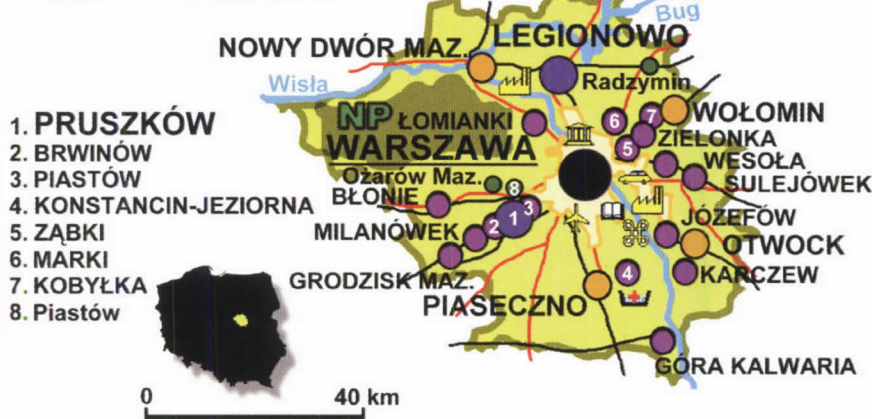 Bug
NOWY DWÓR MAZ.
LEGIONOWO
Wisła
Radzymin
1. PRUSZKÓW
2. BRWINÓW
3. PIASTÓW
4. KONSTANCIN-JEZIORNA
5. ZĄBKI
6. MARKI
7. KOBYŁKA
8. Piastów
NP ŁOMIANKI
6 7 WOŁOMIN
WARSZAWA
5 ZIELONKA
WESOŁA
Ożarów Maz. 8
SULEJÓWEK
BŁONIE
3
1
2
MILANÓWEK
JÓZEFÓW
OTWOCK
GRODZISK MAZ.
4
KARCZEW
PIASECZNO
GÓRA KALWARIA
0 40 km